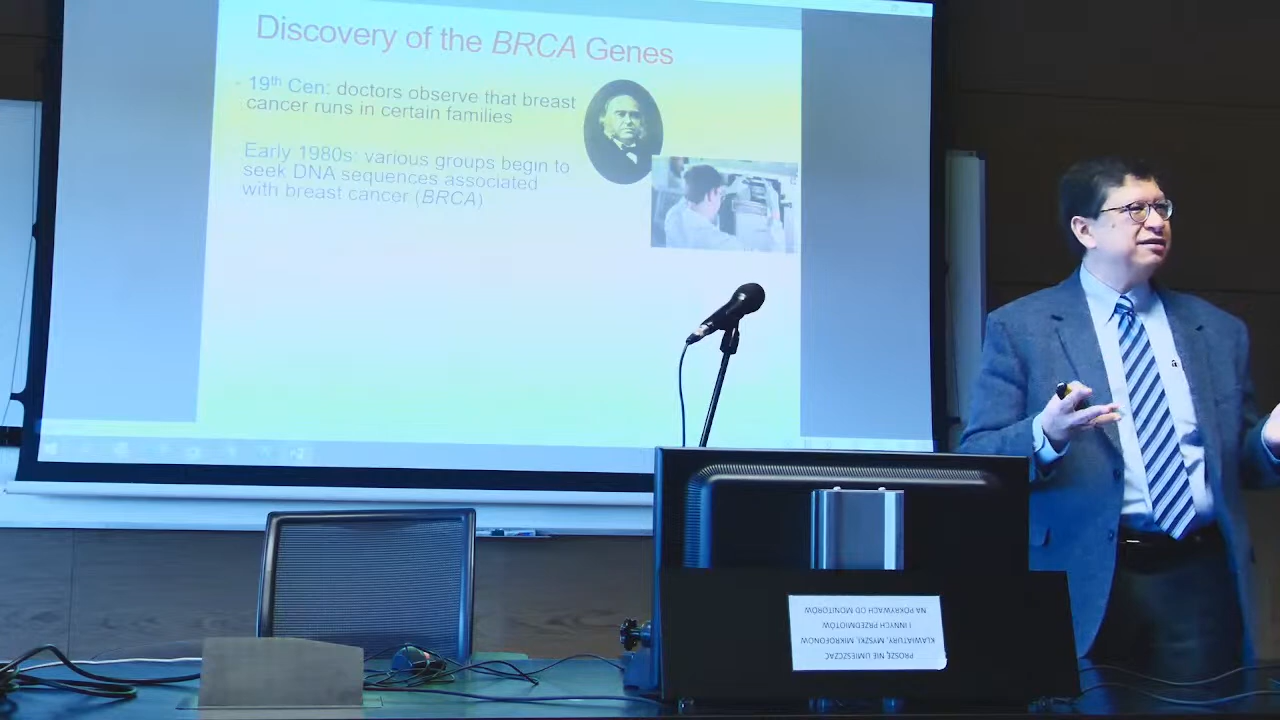 Discovery of the BRCA Genes
19th Cen: doctors observe that breast
cancer runs in certain families
Early 1980s: various groups begin to
seek DNA sequences associated
with breast cancer (BRCA)
PROSZĘ NIE UMIESZCZAĆ
KLAWIATURY, MYSZKI, MIKROFONÓW
I INNYCH PRZEDMIOTÓW
NA POKRYWACH OD MONITORÓW